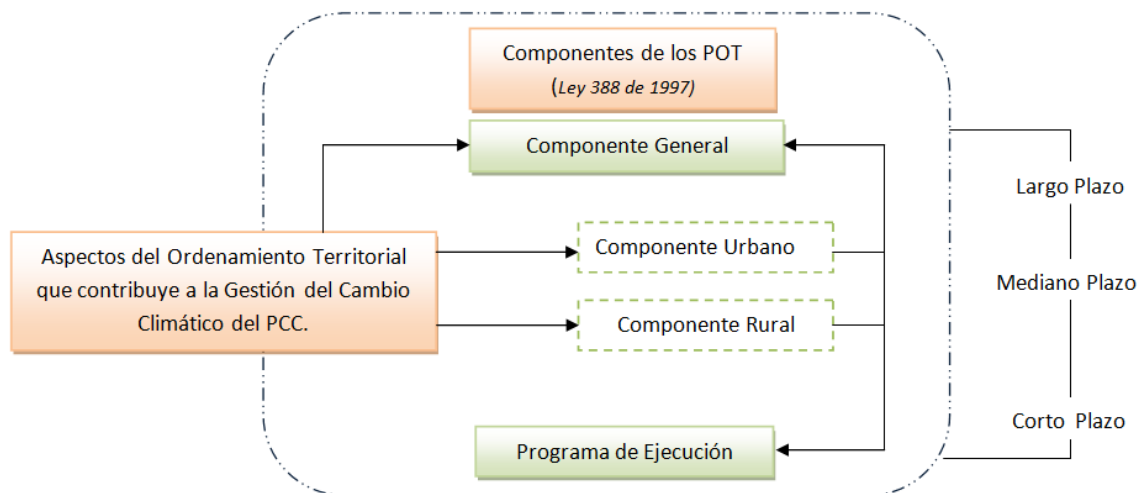 Componentes de los POT
(Ley 388 de 1997)
Componente General
Largo Plazo
Aspectos del Ordenamiento Territorial
que contribuye a la Gestión del Cambio
Climático del PCC.
Componente Urbano
Mediano Plazo
Componente Rural
Corto Plazo
Programa de Ejecución